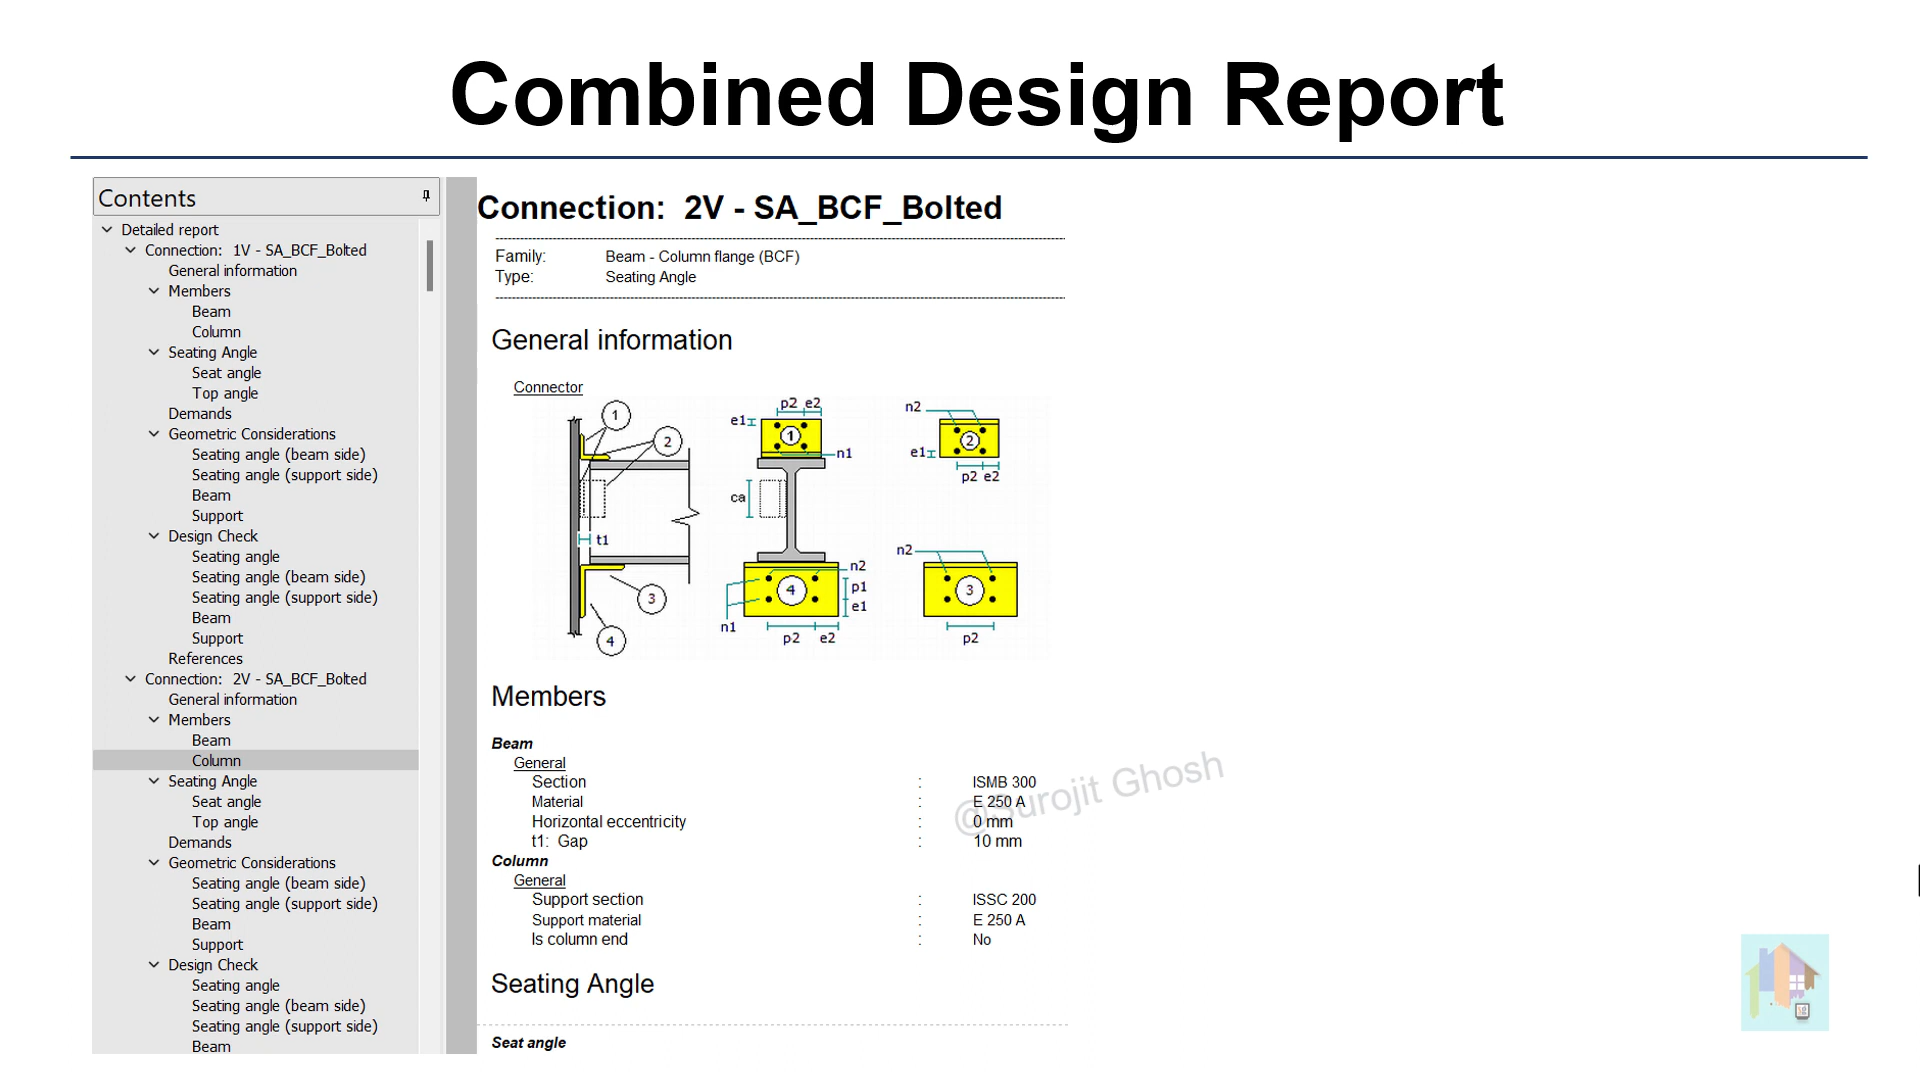 Combined Design Report
Contents
Detailed report
Connection: 1V - SA_BCF_Bolted
General information
Members
Beam
Column
Seating Angle
Seat angle
Top angle
Demands
Geometric Considerations
Seating angle (beam side)
Seating angle (support side)
Beam
Support
Design Check
Seating angle
Seating angle (beam side)
Seating angle (support side)
Beam
Support
References
Connection: 2V - SA_BCF_Bolted
General information
Members
Beam
Column
Seating Angle
Seat angle
Top angle
Demands
Geometric Considerations
Seating angle (beam side)
Seating angle (support side)
Beam
Support
Design Check
Seating angle
Seating angle (beam side)
Seating angle (support side)
Beam
Connection: 2V - SA_BCF_Bolted
Family: Beam - Column flange (BCF)
Type: Seating Angle
General information
Connector
1
2
t1
3
4
p2 e2
e1
1
n1
ca
n2
4
p1
e1
n1
p2 e2
n2
2
e1
p2 e2
n2
3
p2
Members
Beam
General
Section : ISMB 300
Material : E 250 A
Horizontal eccentricity : 0 mm
t1: Gap : 10 mm
Column
General
Support section : ISSC 200
Support material : E 250 A
Is column end : No
Seating Angle
Seat angle
@Surojit Ghosh